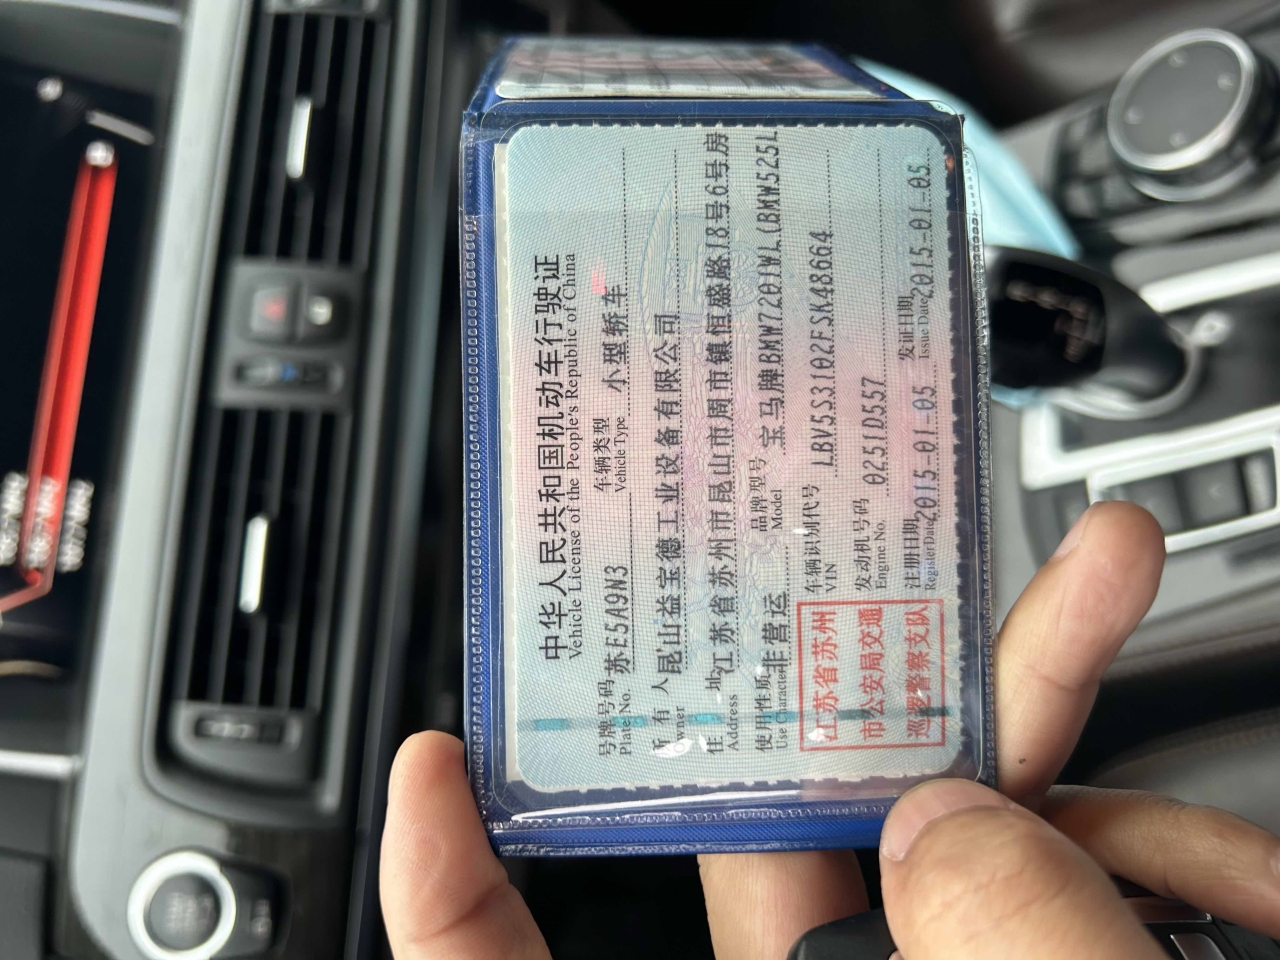 中华人民共和国机动车行驶证
Vehicle License of the People's Republic of China
号牌号码 苏E5A9N3 车辆类型 小型轿车
Plate No. Vehicle Type
所有人 昆山益宝德工业设备有限公司
Owner
住址 江苏省苏州市昆山市周市镇恒盛路18号6号房
Address
使用性质 非营运 品牌型号 宝马牌BMW7201WL(BMW525L
Use Character Model
江苏省苏州
市公安局交通
巡逻警察支队
车辆识别代号 LBV5S3102FSK48664
VIN
发动机号码 0251D557
Engine No.
注册日期 2015-01-05 发证日期 2015-01-05
Register Date Issue Date